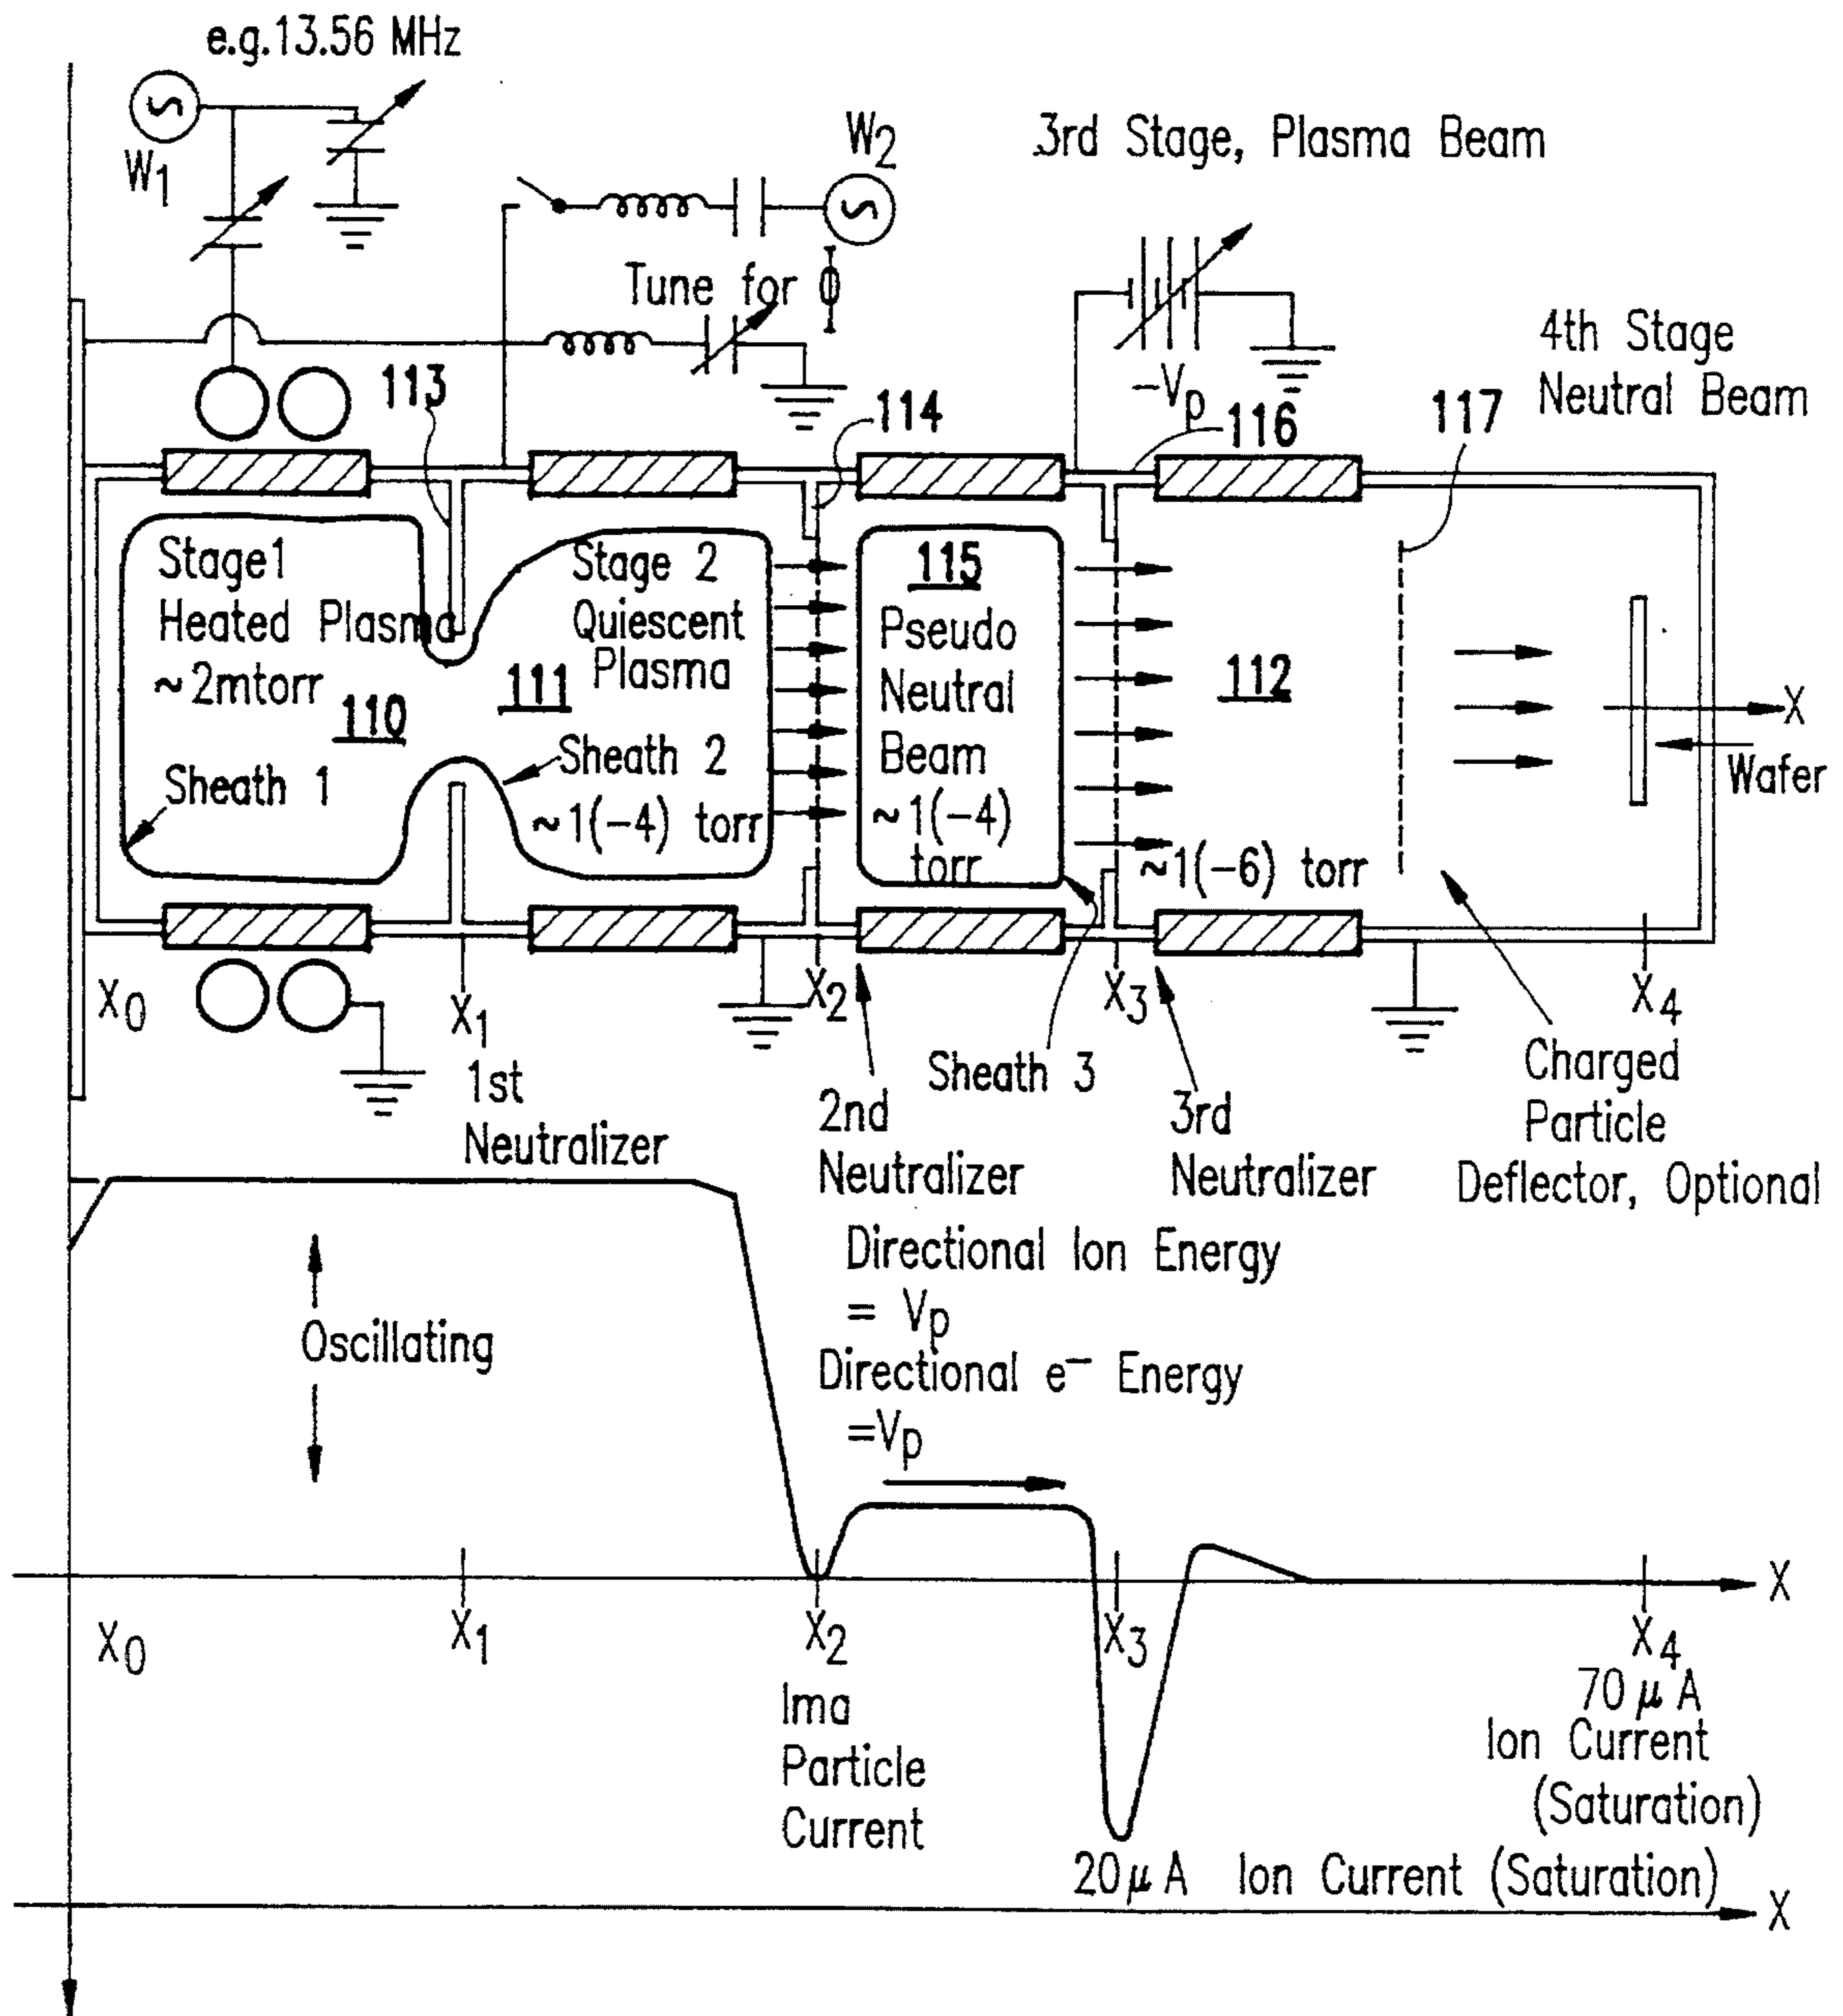 e.g.13.56 MHz
W1
W2
3rd Stage, Plasma Beam
Tune for Φ
-Vp
4th Stage
Neutral Beam
113
114
116
117
Stage1
Heated Plasma
~2mtorr
110
Sheath 1
Stage 2
Quiescent
Plasma
111
Sheath 2
~1(-4) torr
115
Pseudo
Neutral
Beam
~1(-4)
torr
112
~1(-6) torr
X
Wafer
X0
X1
1st
Neutralizer
X2
2nd
Neutralizer
Sheath 3
X3
3rd
Neutralizer
X4
Charged
Particle
Deflector, Optional
Directional Ion Energy
= Vp
Directional e− Energy
=Vp
Oscillating
X
X0
X1
X2
X3
X4
Ima
Particle
Current
70 μ A
Ion Current
(Saturation)
20 μ A Ion Current (Saturation)
X